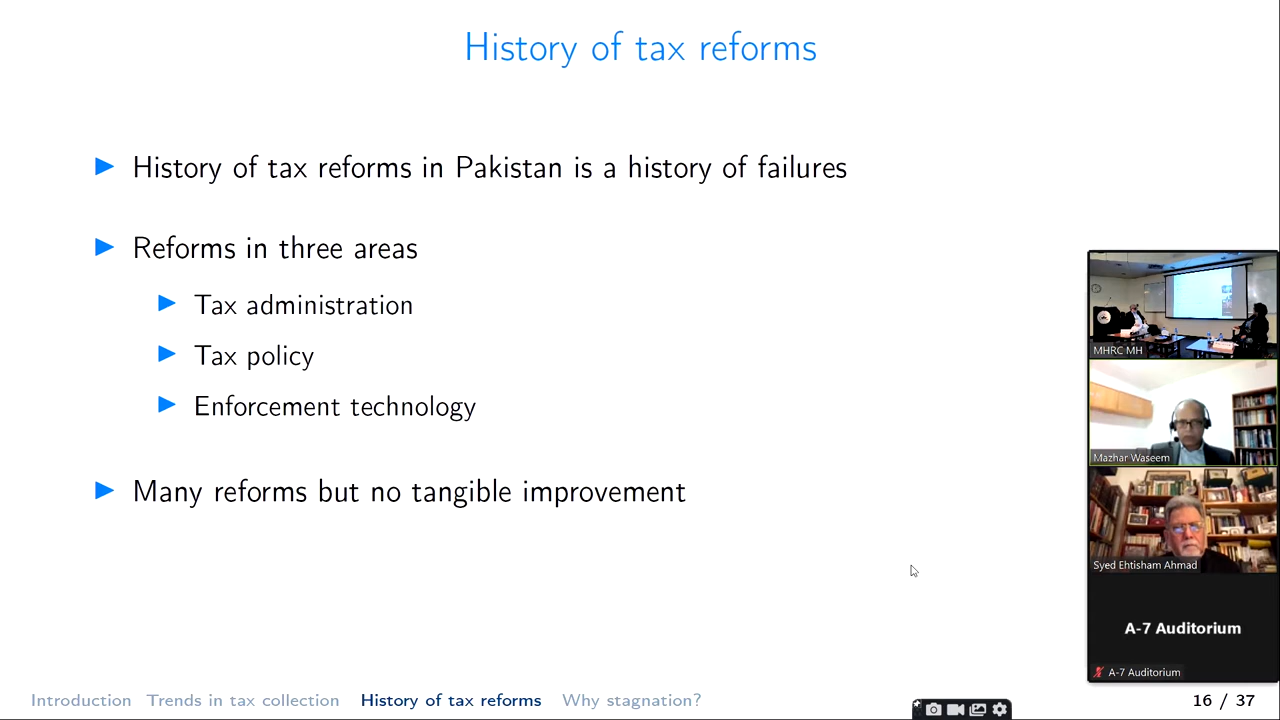 History of tax reforms
History of tax reforms in Pakistan is a history of failures
Reforms in three areas
Tax administration
Tax policy
Enforcement technology
Many reforms but no tangible improvement
MHRC MH
Mazhar Waseem
Syed Ehtisham Ahmad
A-7 Auditorium
A-7 Auditorium
Introduction Trends in tax collection History of tax reforms Why stagnation? 16 / 37